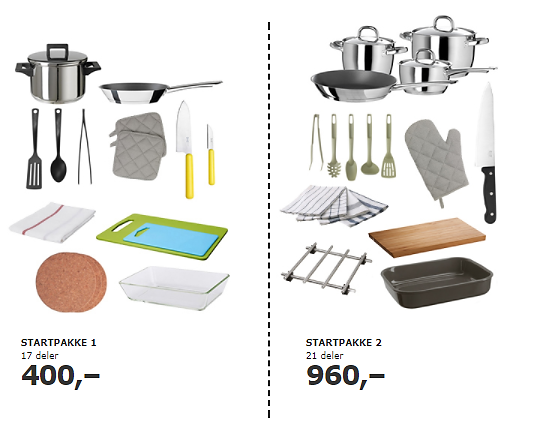 STARTPAKKE 1
17 deler
400,–
STARTPAKKE 2
21 deler
960,–